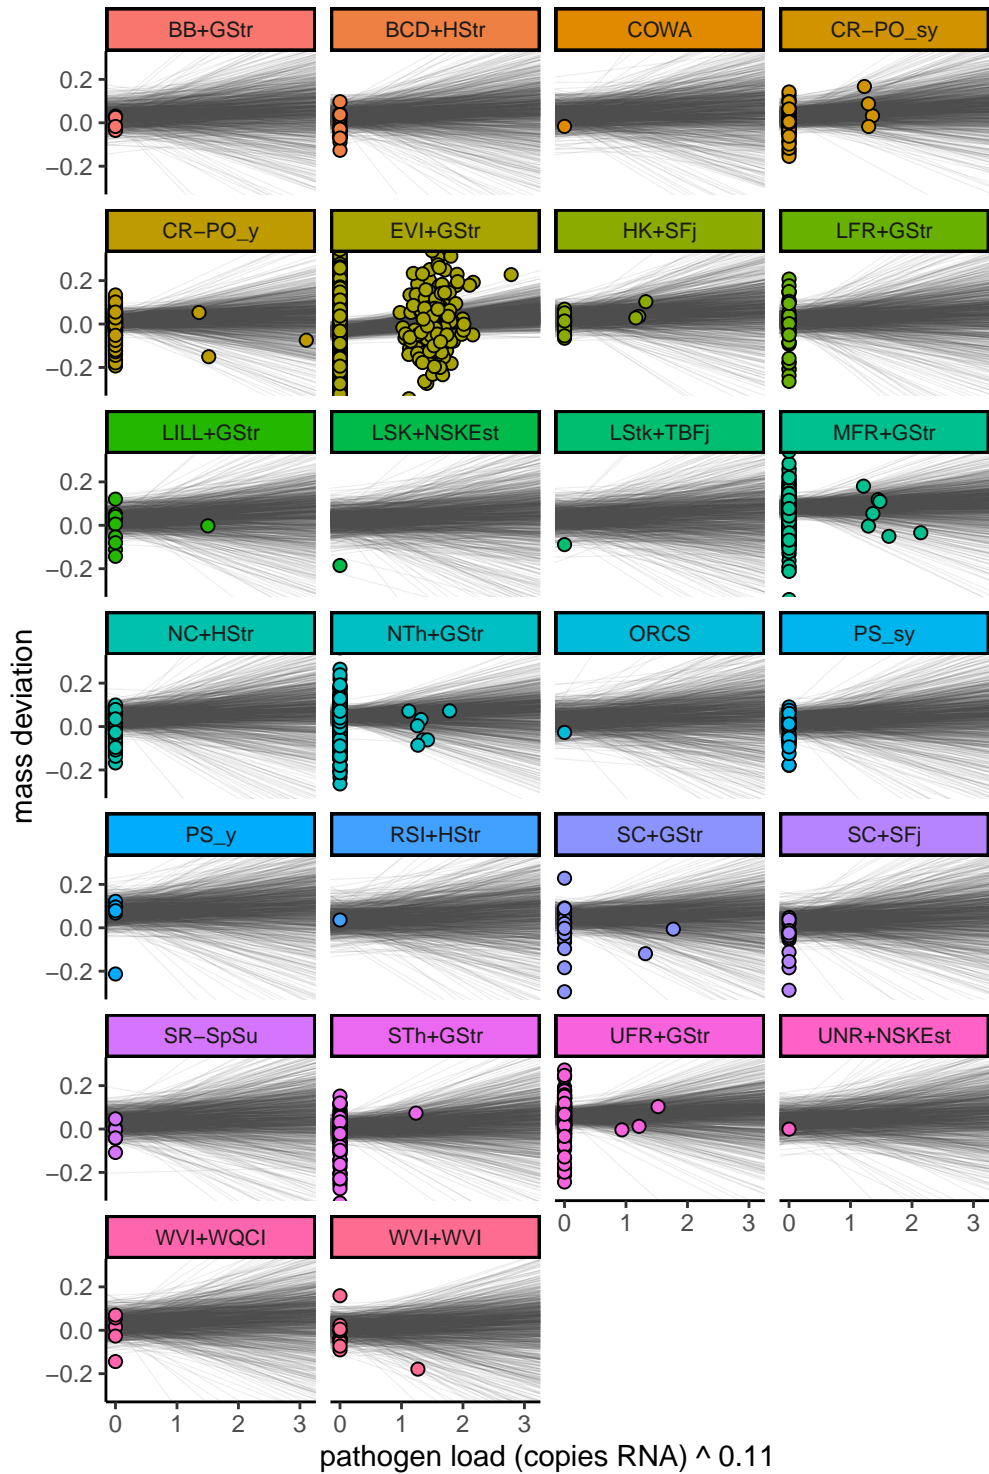 BB+GStr BCD+HStr COWA CR−PO_sy
0.2
0.0
−0.2
CR−PO_y EVI+GStr HK+SFj LFR+GStr
0.2
0.0
−0.2
LILL+GStr LSK+NSKEst LStk+TBFj MFR+GStr
0.2
0.0
−0.2
NC+HStr NTh+GStr ORCS PS_sy
0.2
0.0
−0.2
PS_y RSI+HStr SC+GStr SC+SFj
0.2
0.0
−0.2
SR−SpSu STh+GStr UFR+GStr UNR+NSKEst
0.2
0.0
−0.2
0 1 2 3 0 1 2 3
WVI+WQCI WVI+WVI
0.2
0.0
−0.2
0 1 2 3 0 1 2 3
mass deviation
pathogen load (copies RNA) ^ 0.11